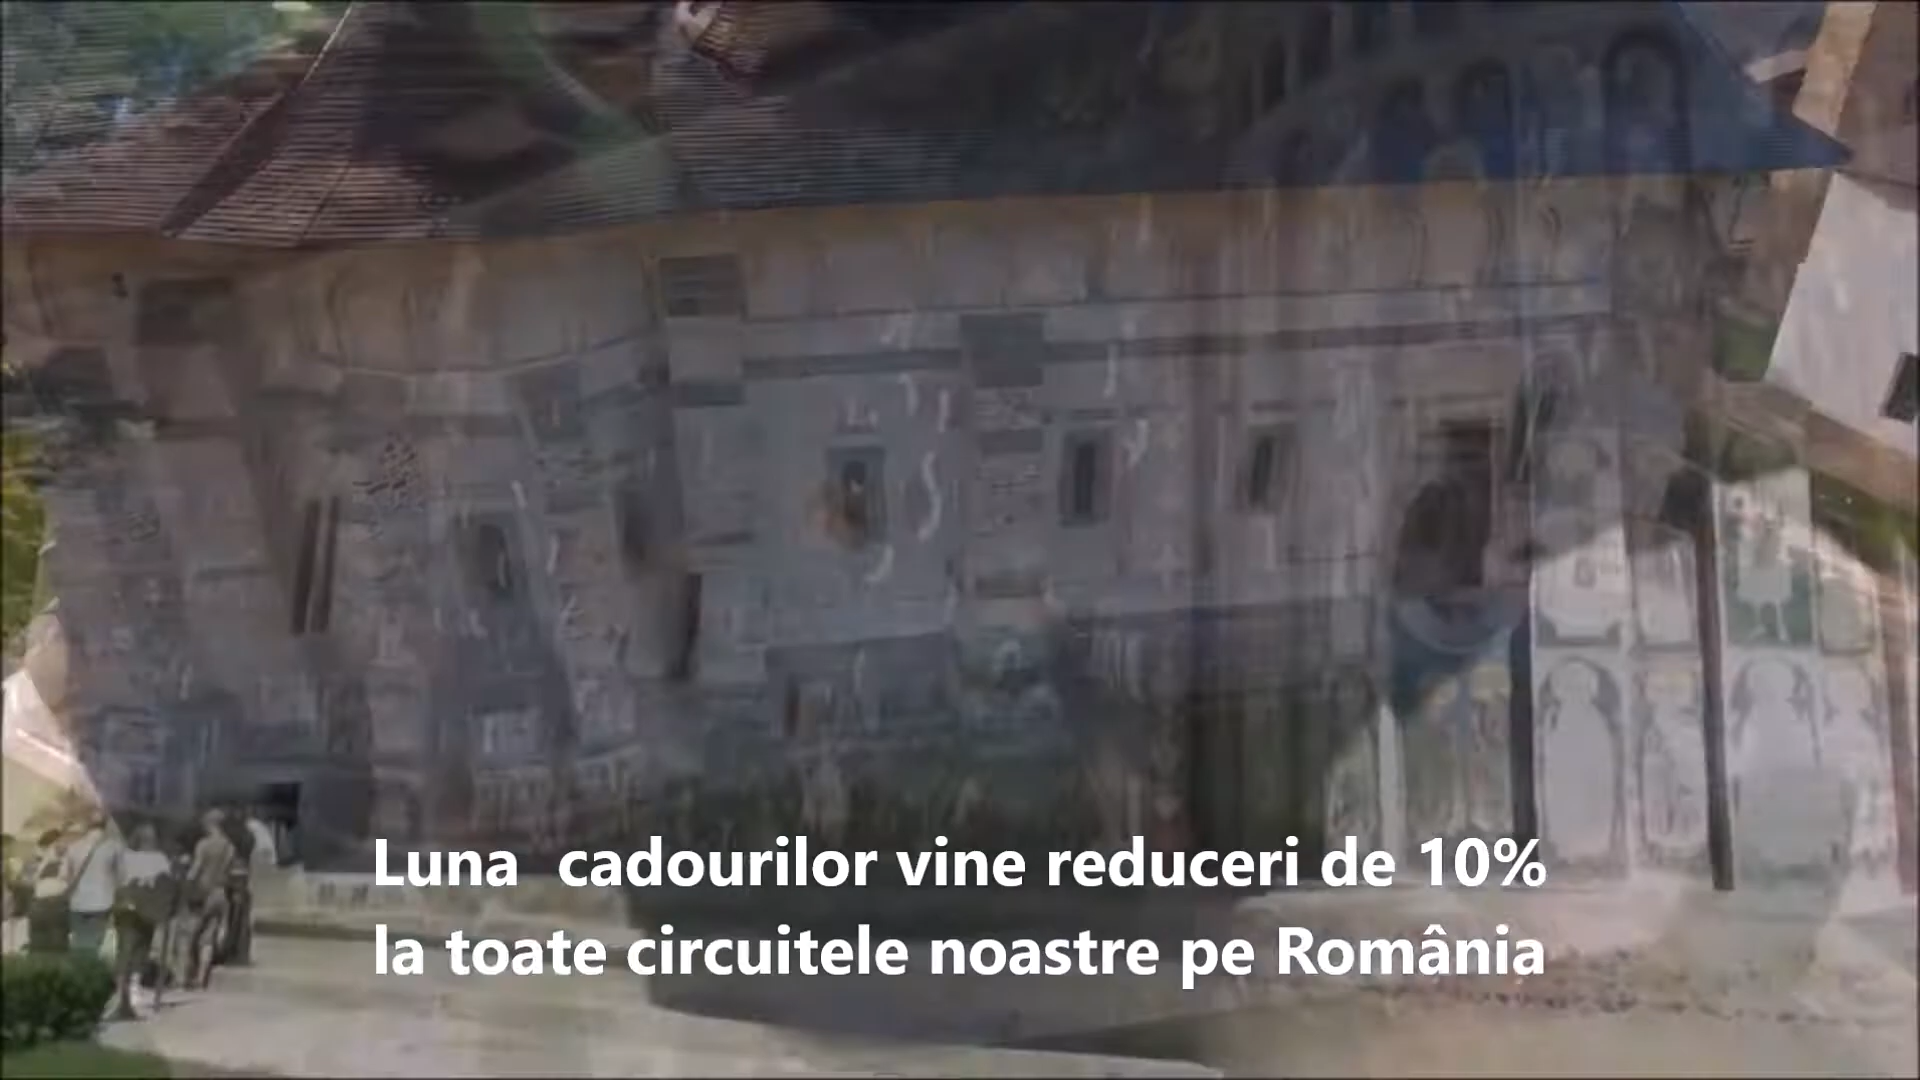 Luna  cadourilor vine reduceri de 10%
la toate circuitele noastre pe România